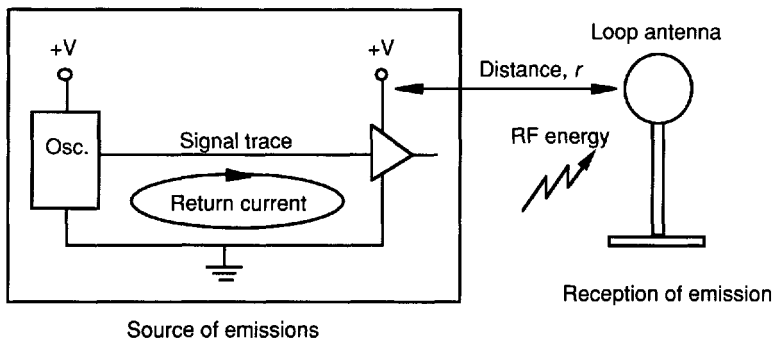 +V
+V
Loop antenna
Distance, r
Osc.
Signal trace
RF energy
Return current
Reception of emission
Source of emissions